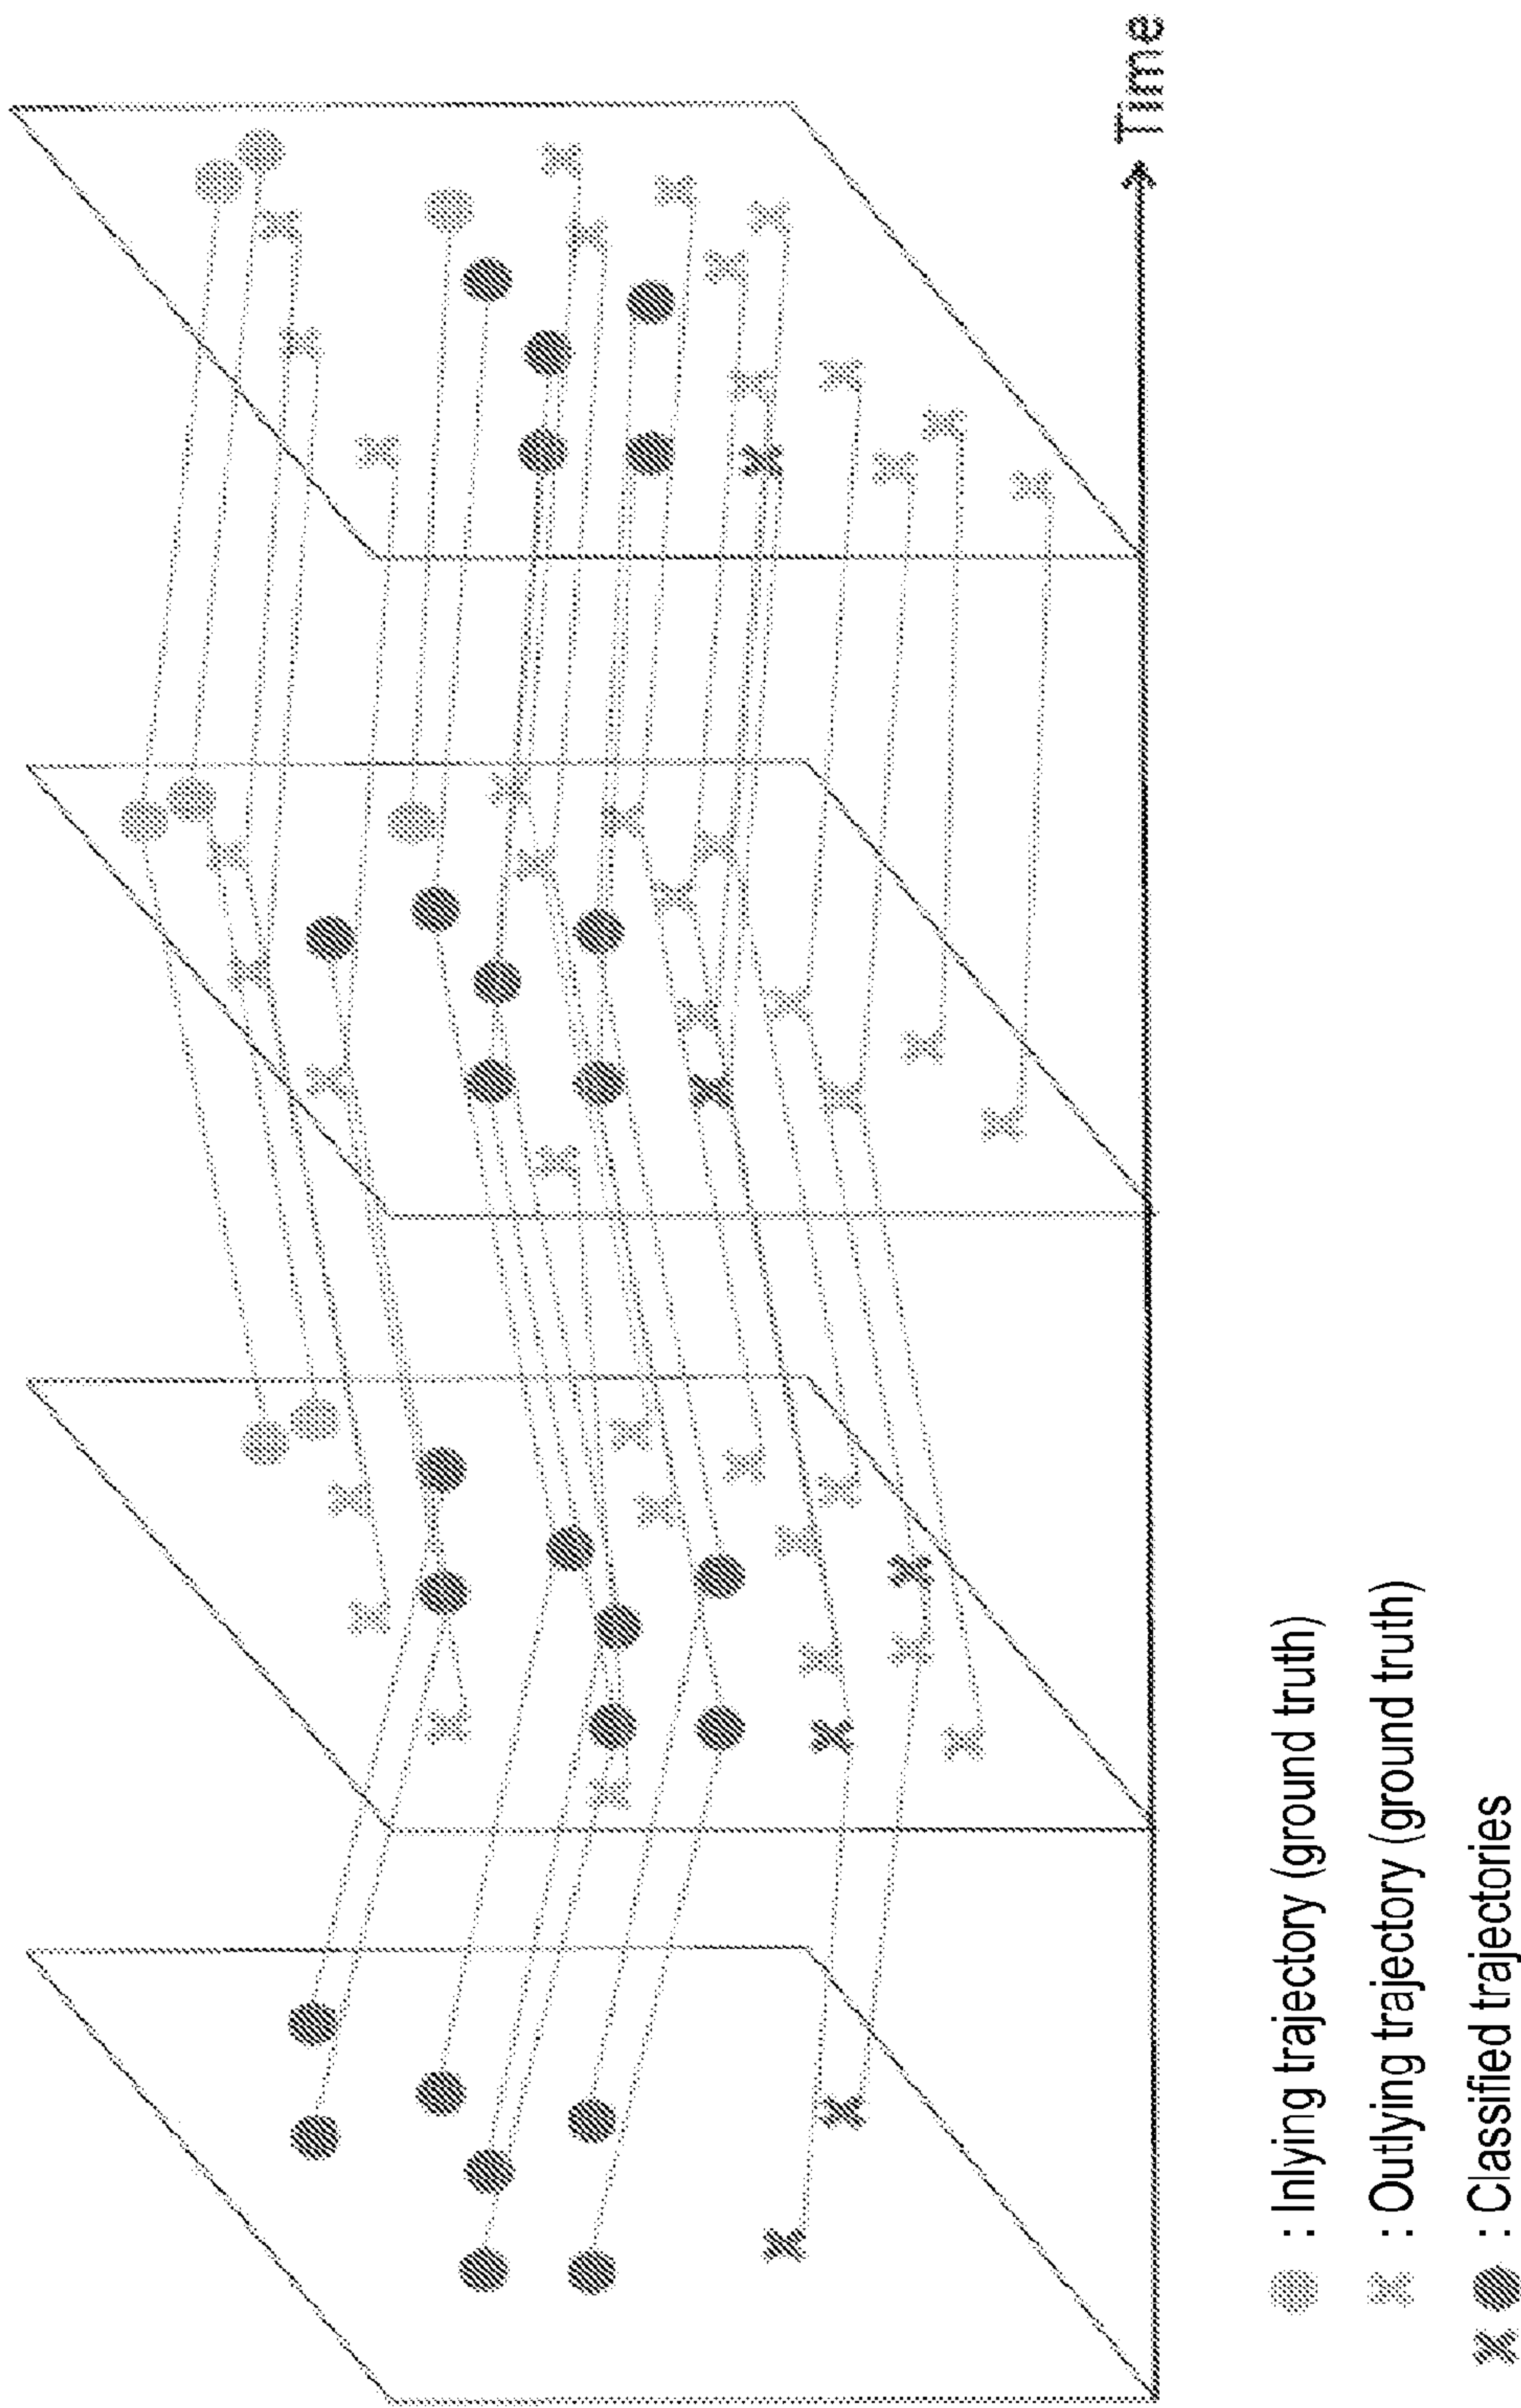 Time
: Inlying trajectory (ground truth)
: Outlying trajectory (ground truth)
: Classified trajectories